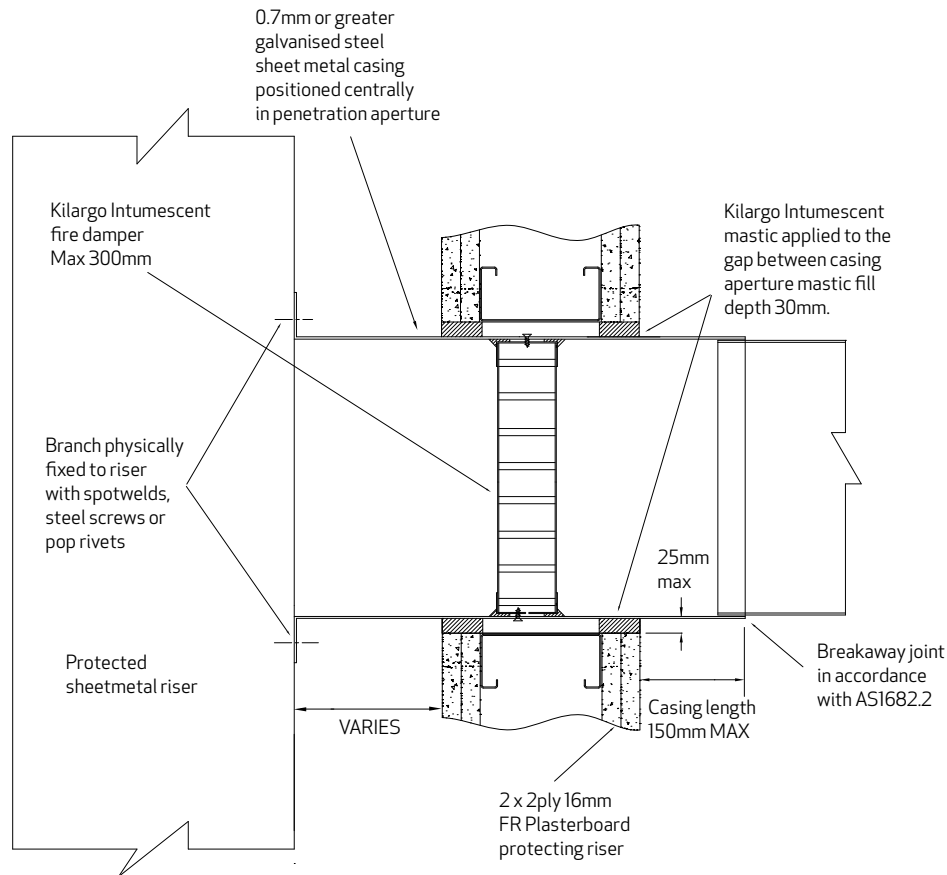 0.7mm or greater
galvanised steel
sheet metal casing
positioned centrally
in penetration aperture
Kilargo Intumescent
fire damper
Max 300mm
Kilargo Intumescent
mastic applied to the
gap between casing
aperture mastic fill
depth 30mm.
Branch physically
fixed to riser
with spotwelds,
steel screws or
pop rivets
25mm
max
Protected
sheetmetal riser
VARIES
Casing length
150mm MAX
Breakaway joint
in accordance
with AS1682.2
2 x 2ply 16mm
FR Plasterboard
protecting riser